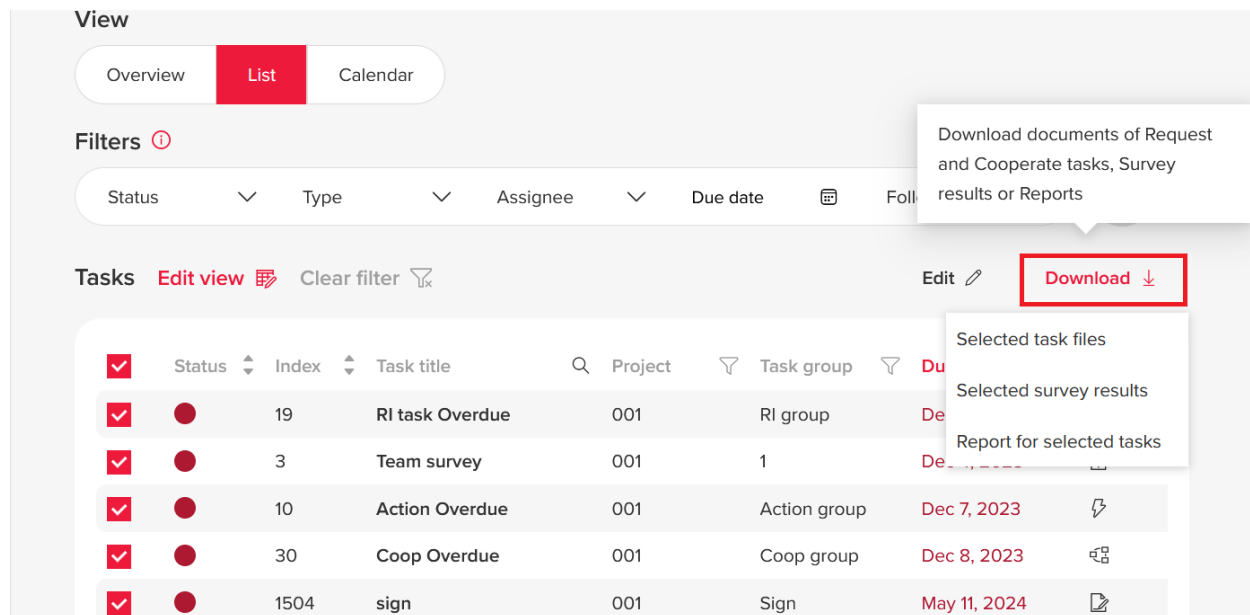 View
Overview
List
Calendar
Download documents of Request
and Cooperate tasks, Survey
results or Reports
Filters
Status
Type
Assignee
Due date
Tasks
Edit view
Clear filter
Edit
Download
Selected task files
Selected survey results
Report for selected tasks
Status
Index
Task title
Project
Task group
19
RI task Overdue
001
RI group
3
Team survey
001
1
10
Action Overdue
001
Action group
Dec 7, 2023
30
Coop Overdue
001
Coop group
Dec 8, 2023
1504
sign
001
Sign
May 11, 2024